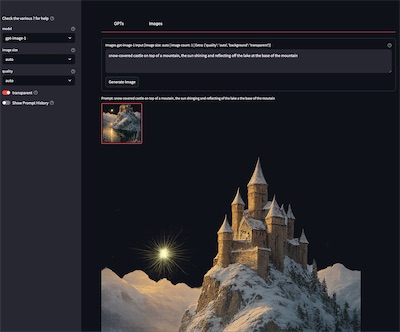 Check the various ? for help
GPTs
Images
model
gpt-image-1
Image size
auto
quality
auto
transparent
Show Prompt History
Images gpt-image-1 input [image size: auto | image count: 1 | Extra: {'quality': 'auto', 'background': 'transparent'}]
snow-covered castle on top of a mountain, the sun shining and reflecting off the lake at the base of the mountain
Generate Image
Prompt: snow-covered castle on top of a mountain, the sun shining and reflecting of the lake a the base of the mountain